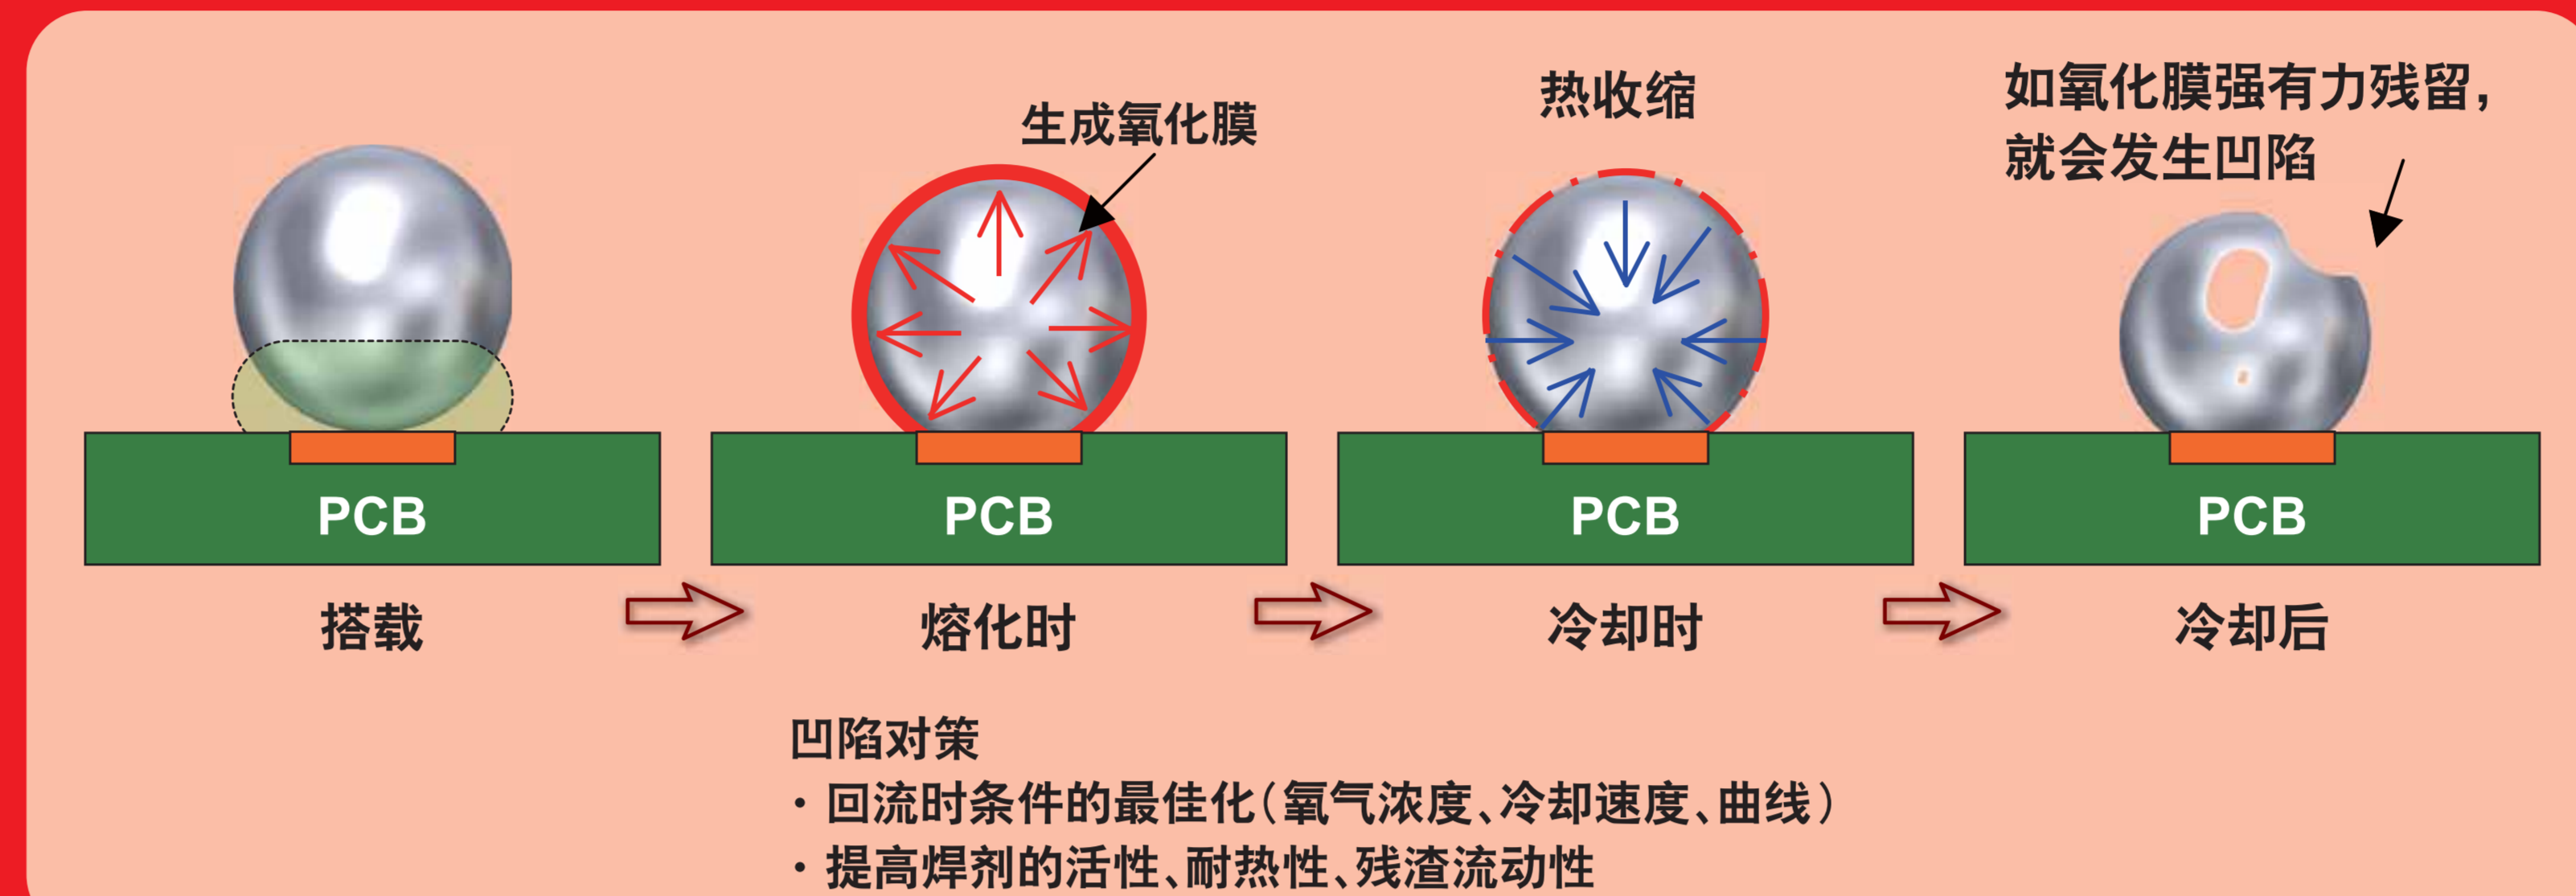 生成氧化膜
热收缩
如氧化膜强有力残留，
就会发生凹陷
PCB
PCB
PCB
PCB
搭载
熔化时
冷却时
冷却后
凹陷对策
・回流时条件的最佳化（氧气浓度、冷却速度、曲线）
・提高焊剂的活性、耐热性、残渣流动性